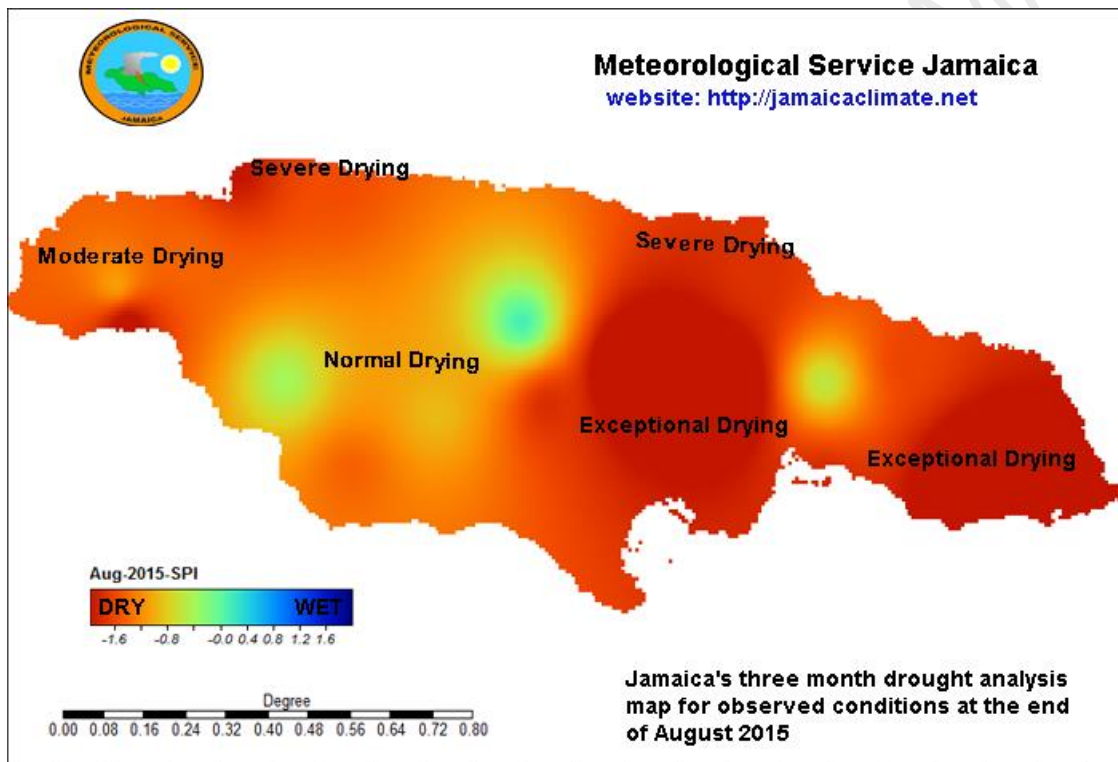 METEOROLOGICAL SERVICE
JAMAICA
Meteorological Service Jamaica
website: http://jamaicaclimate.net
Severe Drying
Moderate Drying
Severe Drying
Normal Drying
Exceptional Drying
Exceptional Drying
Aug-2015-SPI
DRY WET
-1.6 -0.8 -0.0 0.4 0.8 1.2 1.6
Degree
0.00 0.08 0.16 0.24 0.32 0.40 0.48 0.56 0.64 0.72 0.80
Jamaica's three month drought analysis
map for observed conditions at the end
of August 2015